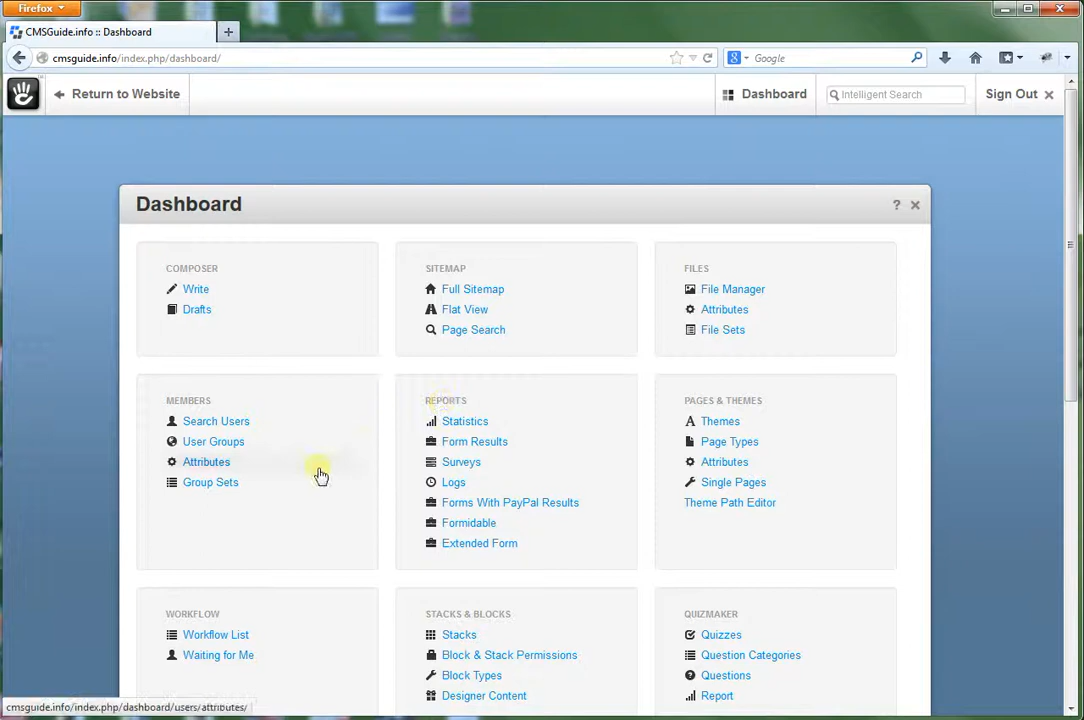 Firefox
CMSGuide.info :: Dashboard
cmsguide.info/index.php/dashboard/
Google
Return to Website
Dashboard
Intelligent Search
Sign Out
Dashboard
?
COMPOSER
Write
Drafts
SITEMAP
Full Sitemap
Flat View
Page Search
FILES
File Manager
Attributes
File Sets
MEMBERS
Search Users
User Groups
Attributes
Group Sets
REPORTS
Statistics
Form Results
Surveys
Logs
Forms With PayPal Results
Formidable
Extended Form
PAGES & THEMES
Themes
Page Types
Attributes
Single Pages
Theme Path Editor
WORKFLOW
Workflow List
Waiting for Me
STACKS & BLOCKS
Stacks
Block & Stack Permissions
Block Types
Designer Content
QUIZMAKER
Quizzes
Question Categories
Questions
Report
cmsguide.info/index.php/dashboard/users/attributes/